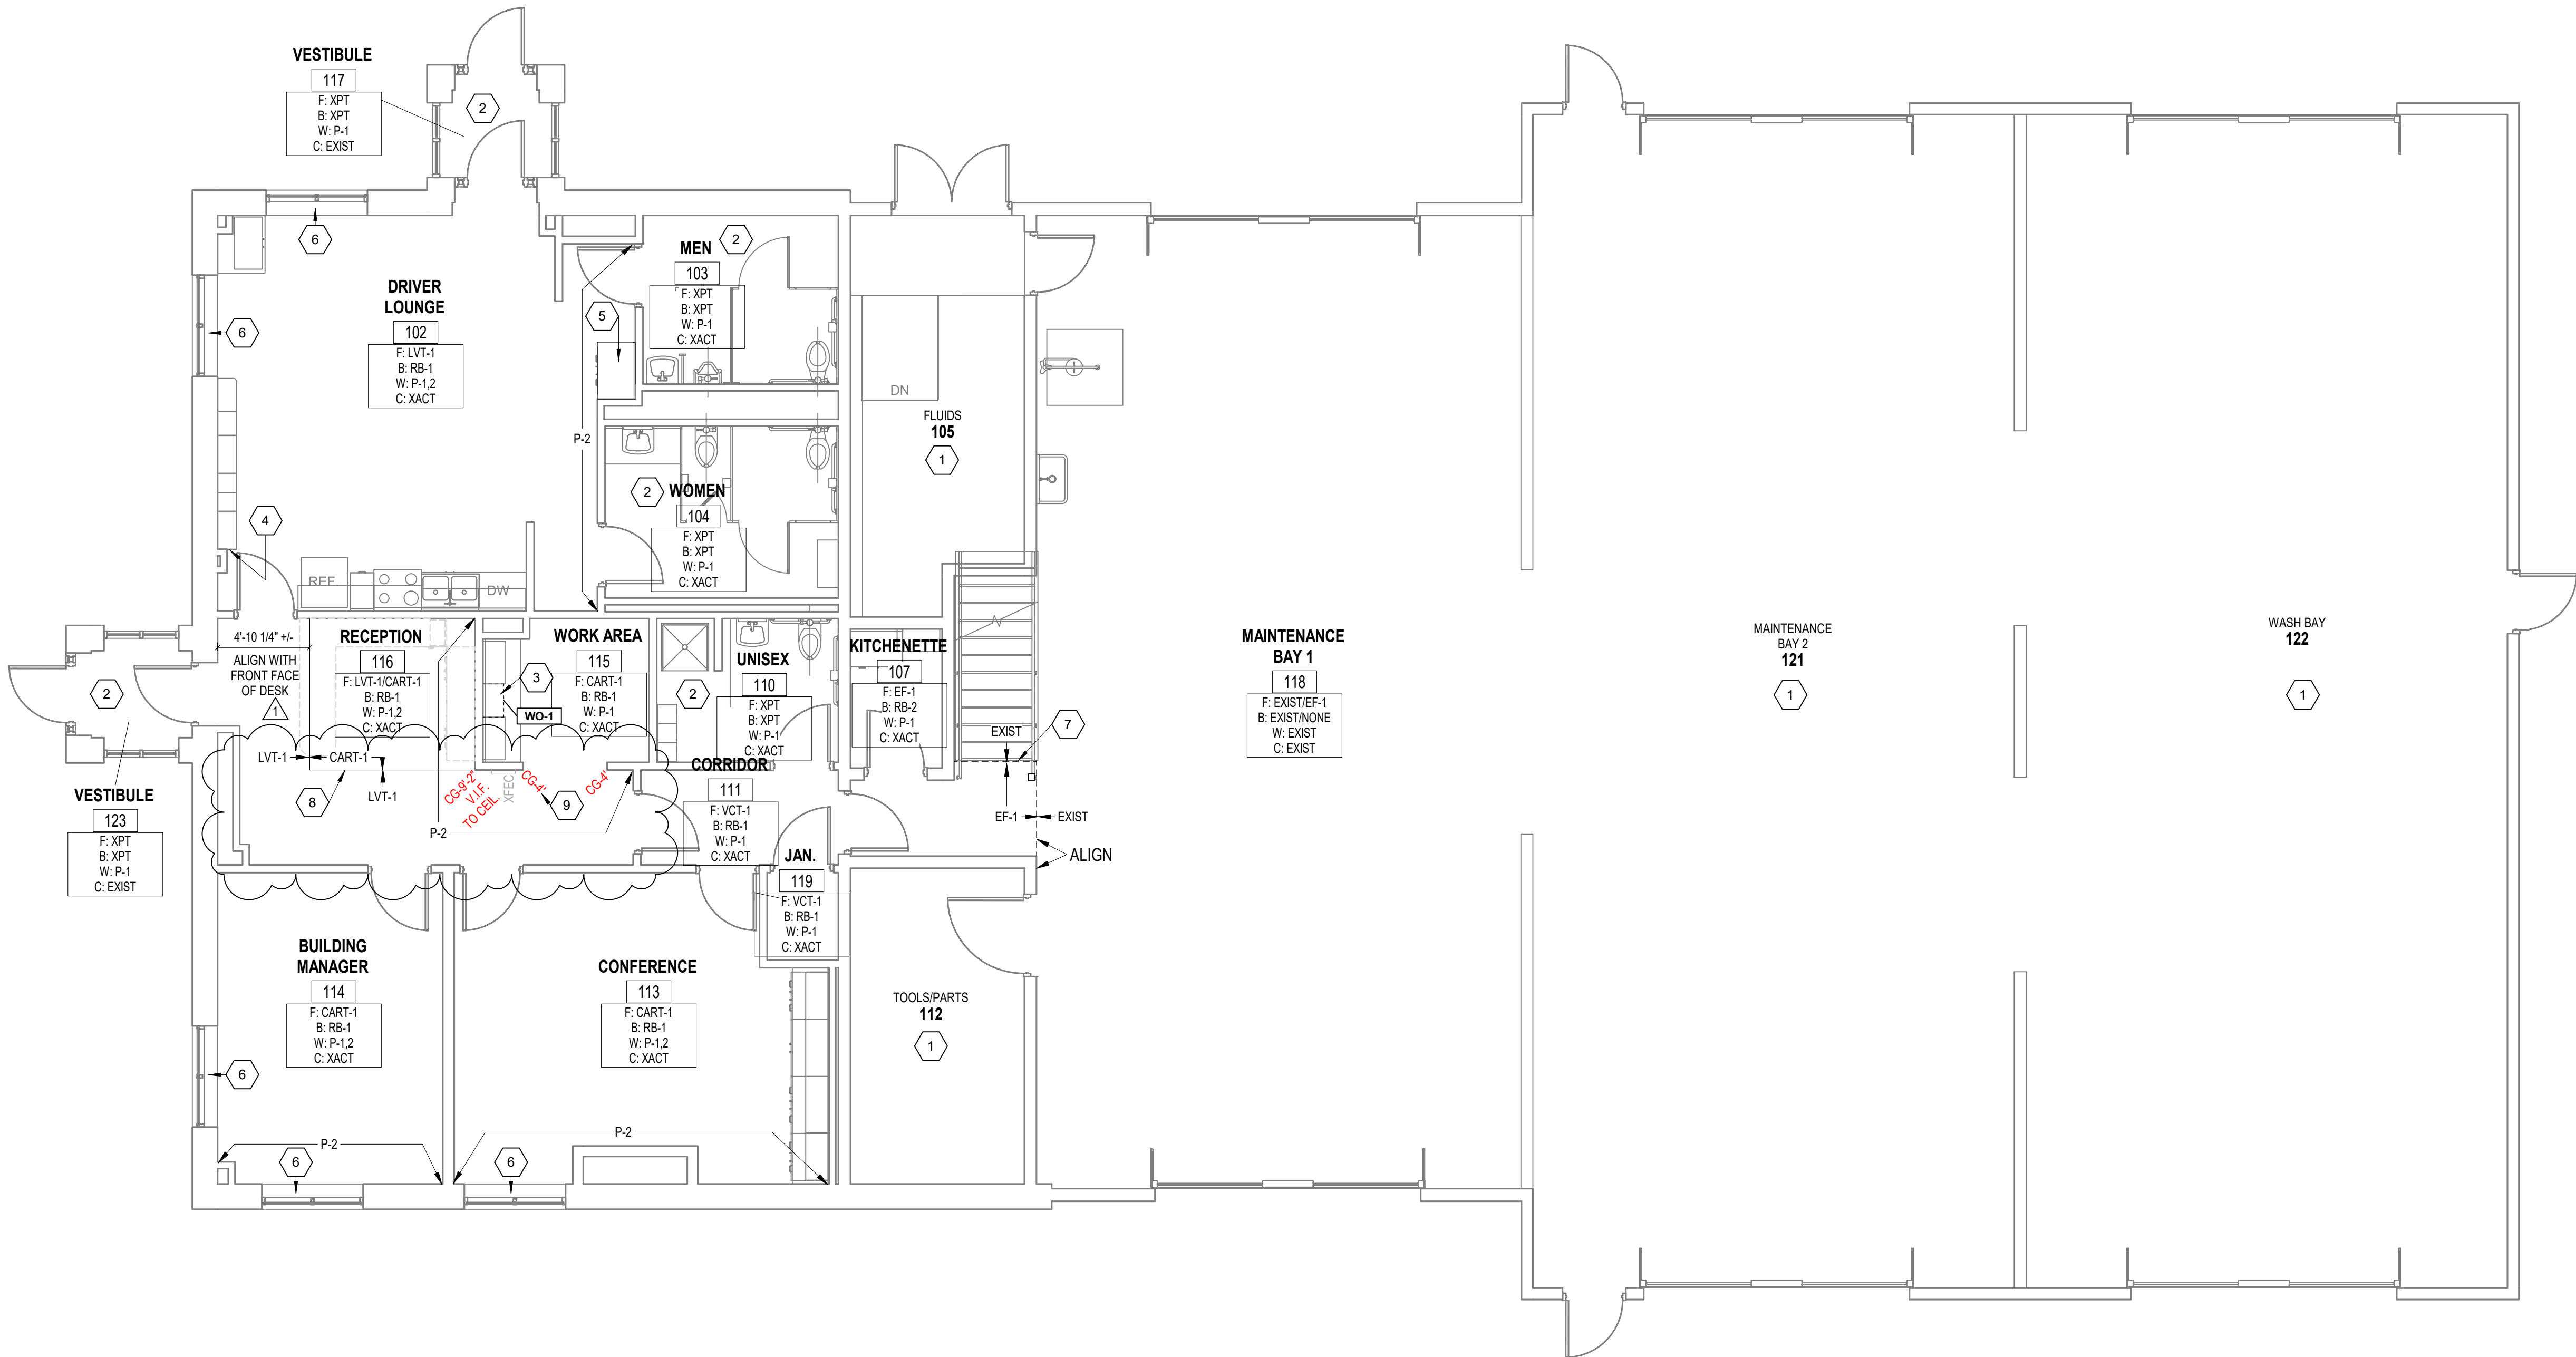 VESTIBULE
117
F: XPT
B: XPT
W: P-1
C: EXIST
2
6
MEN
2
103
F: XPT
B: XPT
W: P-1
C: XACT
5
DRIVER
LOUNGE
102
F: LVT-1
B: RB-1
W: P-1,2
C: XACT
6
P-2
DN
FLUIDS
105
1
2
WOMEN
104
F: XPT
B: XPT
W: P-1
C: XACT
4
REF.
DW
4'-10 1/4" +/-
ALIGN WITH
FRONT FACE
OF DESK
1
RECEPTION
116
F: LVT-1/CART-1
B: RB-1
W: P-1,2
C: XACT
WORK AREA
115
F: CART-1
B: RB-1
W: P-1
C: XACT
3
WO-1
2
UNISEX
110
F: XPT
B: XPT
W: P-1
C: XACT
KITCHENETTE
107
F: EF-1
B: RB-2
W: P-1
C: XACT
N
EXIST
7
MAINTENANCE
BAY 1
118
F: EXIST/EF-1
B: EXIST/NONE
W: EXIST
C: EXIST
MAINTENANCE
BAY 2
121
1
WASH BAY
122
1
2
VESTIBULE
123
F: XPT
B: XPT
W: P-1
C: EXIST
LVT-1
CART-1
8
LVT-1
CG-9'-2"
V.I.F.
TO CEIL.
XFEC
CG-4'
9
CG-4'
P-2
CORRIDOR
111
F: VCT-1
B: RB-1
W: P-1
C: XACT
EF-1
EXIST
ALIGN
JAN.
119
F: VCT-1
B: RB-1
W: P-1
C: XACT
BUILDING
MANAGER
114
F: CART-1
B: RB-1
W: P-1,2
C: XACT
6
P-2
6
CONFERENCE
113
F: CART-1
B: RB-1
W: P-1,2
C: XACT
P-2
6
TOOLS/PARTS
112
1